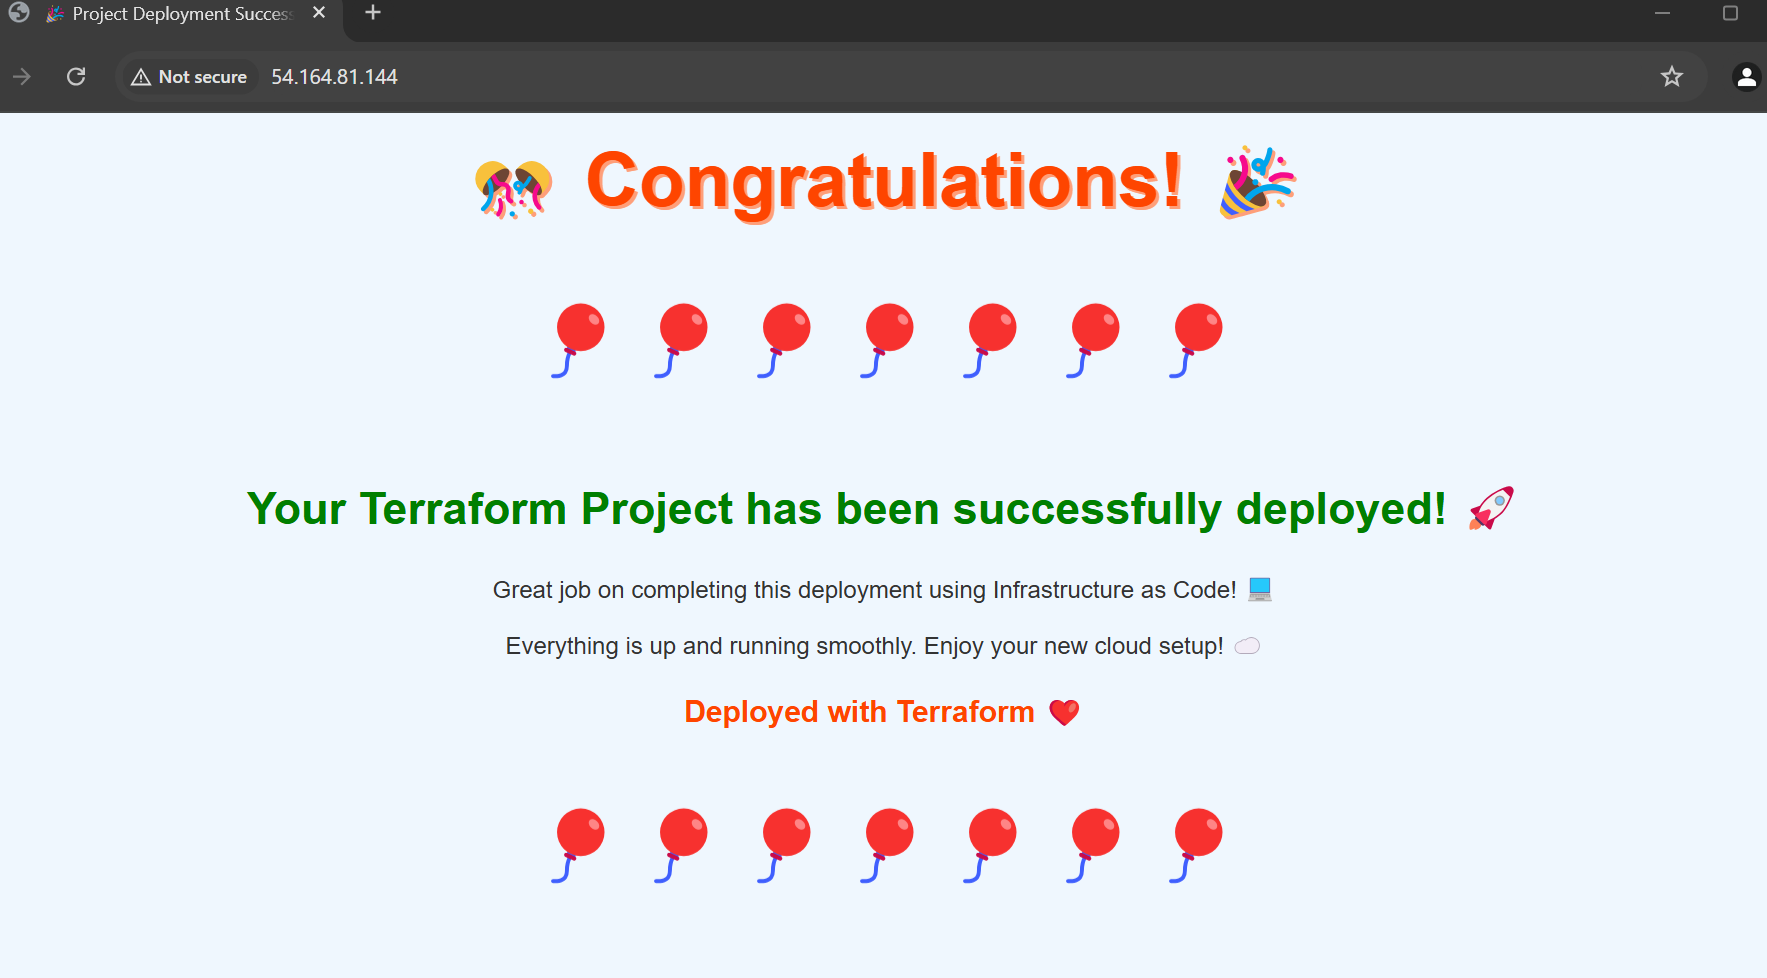 Project Deployment Success
Not secure
54.164.81.144
Congratulations!
Your Terraform Project has been successfully deployed!
Great job on completing this deployment using Infrastructure as Code!
Everything is up and running smoothly. Enjoy your new cloud setup!
Deployed with Terraform